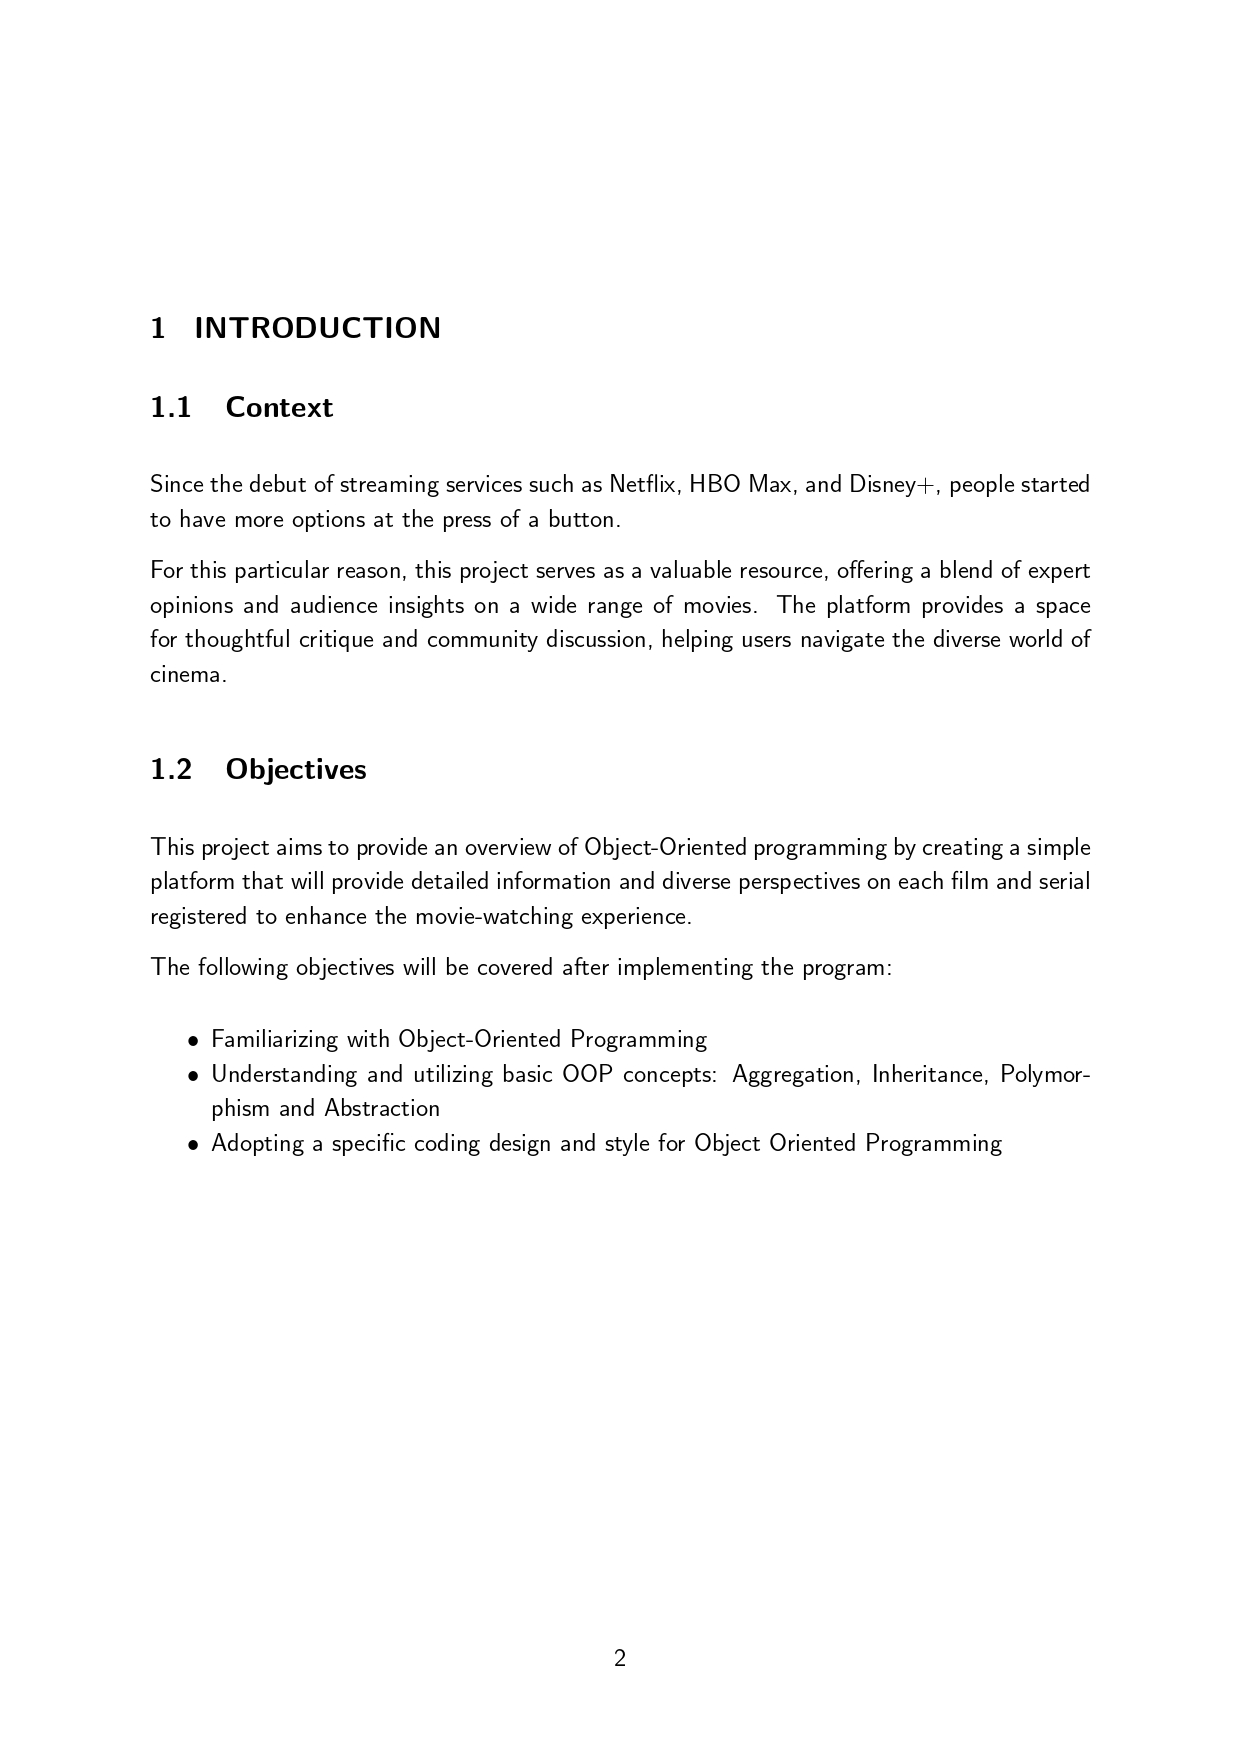 1 INTRODUCTION
1.1 Context
Since the debut of streaming services such as Netflix, HBO Max, and Disney+, people started
to have more options at the press of a button.
For this particular reason, this project serves as a valuable resource, offering a blend of expert
opinions and audience insights on a wide range of movies. The platform provides a space
for thoughtful critique and community discussion, helping users navigate the diverse world of
cinema.
1.2 Objectives
This project aims to provide an overview of Object-Oriented programming by creating a simple
platform that will provide detailed information and diverse perspectives on each film and serial
registered to enhance the movie-watching experience.
The following objectives will be covered after implementing the program:
• Familiarizing with Object-Oriented Programming
• Understanding and utilizing basic OOP concepts: Aggregation, Inheritance, Polymor-
phism and Abstraction
• Adopting a specific coding design and style for Object Oriented Programming
2